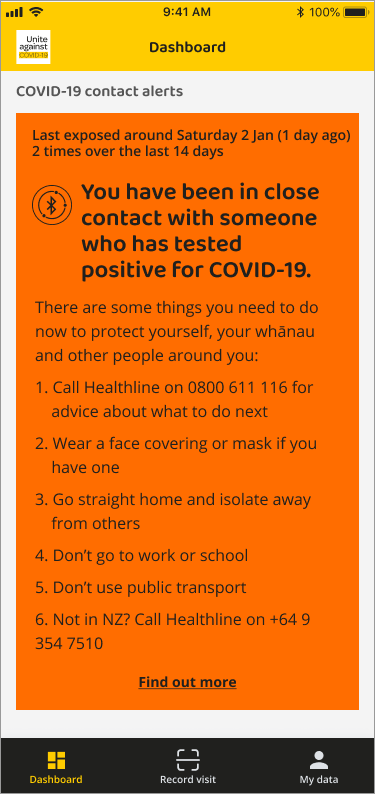 9:41 AM
100%
Unite
against
COVID-19
Dashboard
COVID-19 contact alerts
Last exposed around Saturday 2 Jan (1 day ago)
2 times over the last 14 days
You have been in close
contact with someone
who has tested
positive for COVID-19.
There are some things you need to do
now to protect yourself, your whānau
and other people around you:
1. Call Healthline on 0800 611 116 for
advice about what to do next
2. Wear a face covering or mask if you
have one
3. Go straight home and isolate away
from others
4. Don’t go to work or school
5. Don’t use public transport
6. Not in NZ? Call Healthline on +64 9
354 7510
Find out more
Dashboard
Record visit
My data